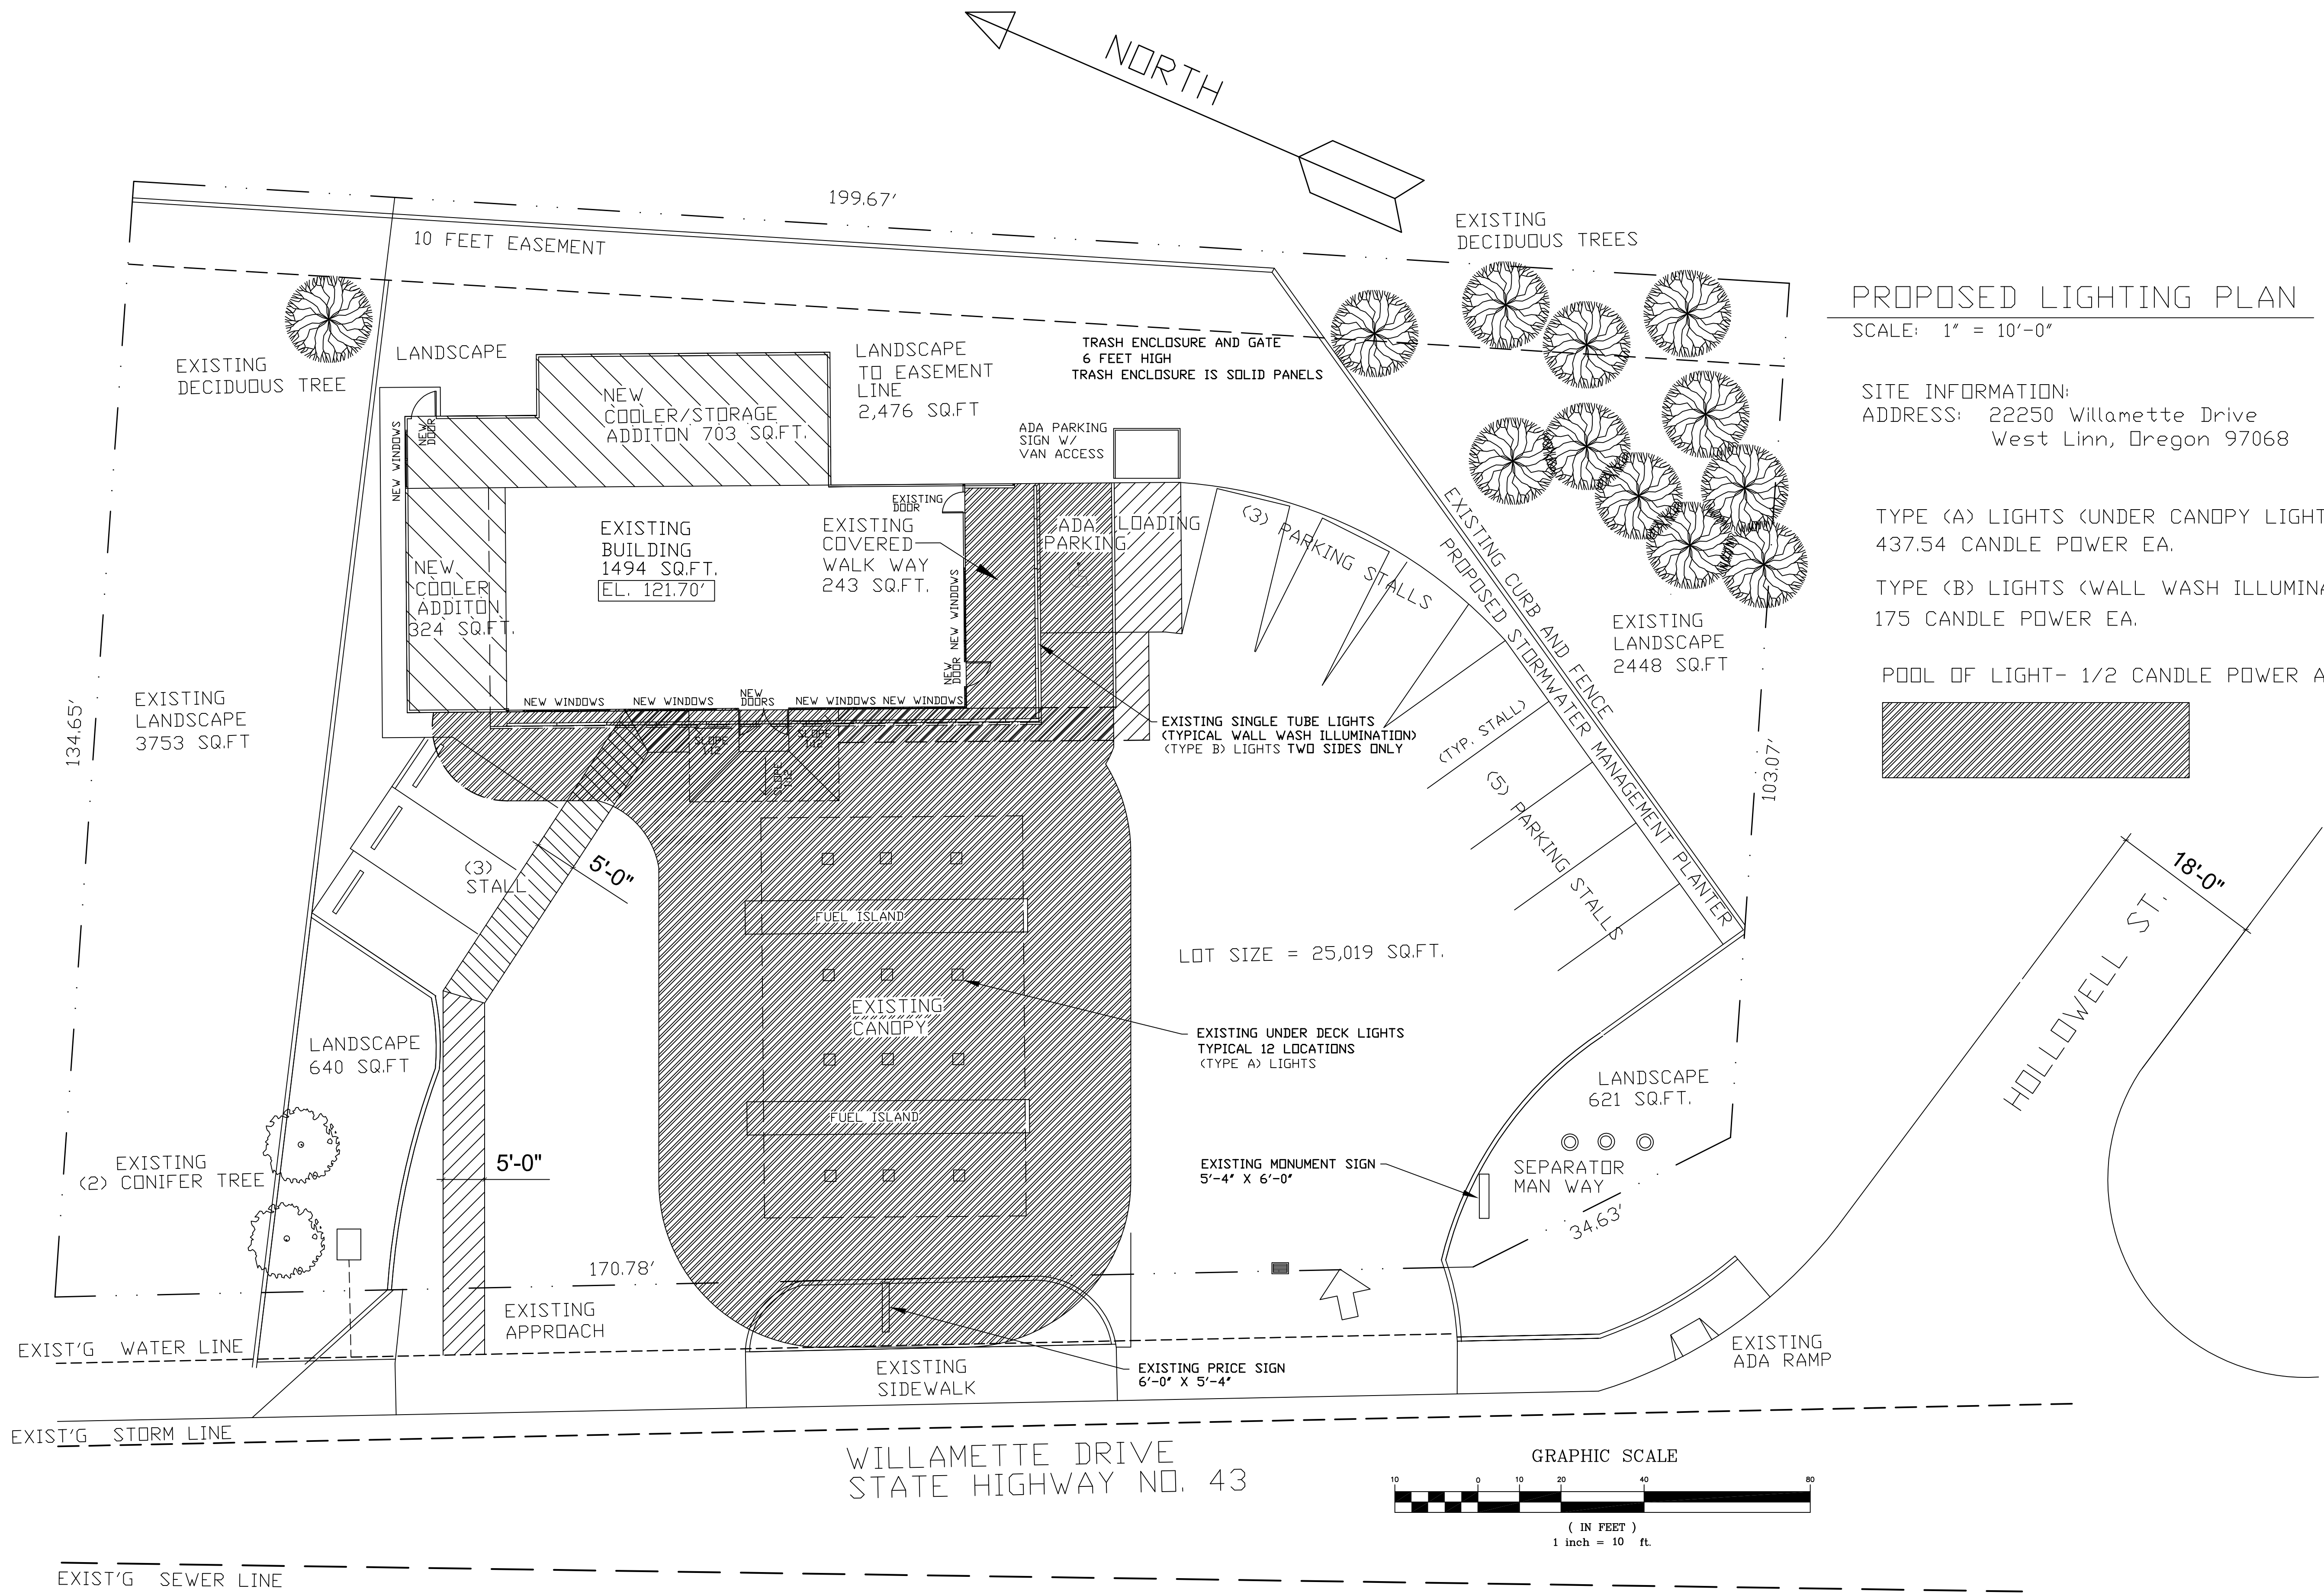 NORTH
199.67'
10 FEET EASEMENT
EXISTING
DECIDUOUS TREES
PROPOSED LIGHTING PLAN
SCALE: 1" = 10'-0"
SITE INFORMATION:
ADDRESS: 22250 Willamette Drive
West Linn, Oregon 97068
TYPE (A) LIGHTS (UNDER CANOPY LIGHT
437.54 CANDLE POWER EA.
TYPE (B) LIGHTS (WALL WASH ILLUMINA
175 CANDLE POWER EA.
POOL OF LIGHT- 1/2 CANDLE POWER A
EXISTING
DECIDUOUS TREE
LANDSCAPE
NEW
COOLER/STORAGE
ADDITON 703 SQ.FT.
LANDSCAPE
TO EASEMENT
LINE
2,476 SQ.FT
TRASH ENCLOSURE AND GATE
6 FEET HIGH
TRASH ENCLOSURE IS SOLID PANELS
ADA PARKING
SIGN W/
VAN ACCESS
NEW WINDOWS
NEW
DOOR
EXISTING
DOOR
EXISTING
BUILDING
1494 SQ.FT.
EL. 121.70'
EXISTING
COVERED
WALK WAY
243 SQ.FT.
ADA
PARKING
LOADING
(3) PARKING STALLS
EXISTING CURB AND FENCE
PROPOSED STORMWATER MANAGEMENT PLANTER
NEW
COOLER
ADDITON
324 SQ.FT.
NEW WINDOWS
NEW
DOOR
EXISTING
LANDSCAPE
2448 SQ.FT
EXISTING
LANDSCAPE
3753 SQ.FT
134.65'
NEW WINDOWS
NEW WINDOWS
NEW
DOORS
NEW WINDOWS
NEW WINDOWS
SLOPE
1:12
SLOPE
1:12
SLOPE
1:12
EXISTING SINGLE TUBE LIGHTS
(TYPICAL WALL WASH ILLUMINATION)
(TYPE B) LIGHTS TWO SIDES ONLY
(TYP. STALL)
(5) PARKING STALLS
103.07'
(3)
STALL
5'-0"
FUEL ISLAND
LOT SIZE = 25,019 SQ.FT.
18'-0"
HOLLOWELL ST.
EXISTING
CANOPY
EXISTING UNDER DECK LIGHTS
TYPICAL 12 LOCATIONS
(TYPE A) LIGHTS
LANDSCAPE
640 SQ.FT
LANDSCAPE
621 SQ.FT.
FUEL ISLAND
EXISTING
(2) CONIFER TREE
5'-0"
EXISTING MONUMENT SIGN
5'-4" X 6'-0"
SEPARATOR
MAN WAY
34.63'
170.78'
EXISTING
APPROACH
EXIST'G WATER LINE
EXISTING
SIDEWALK
EXISTING PRICE SIGN
6'-0" X 5'-4"
EXISTING
ADA RAMP
EXIST'G STORM LINE
WILLAMETTE DRIVE
STATE HIGHWAY NO. 43
GRAPHIC SCALE
10 0 10 20 40 80
( IN FEET )
1 inch = 10 ft.
EXIST'G SEWER LINE